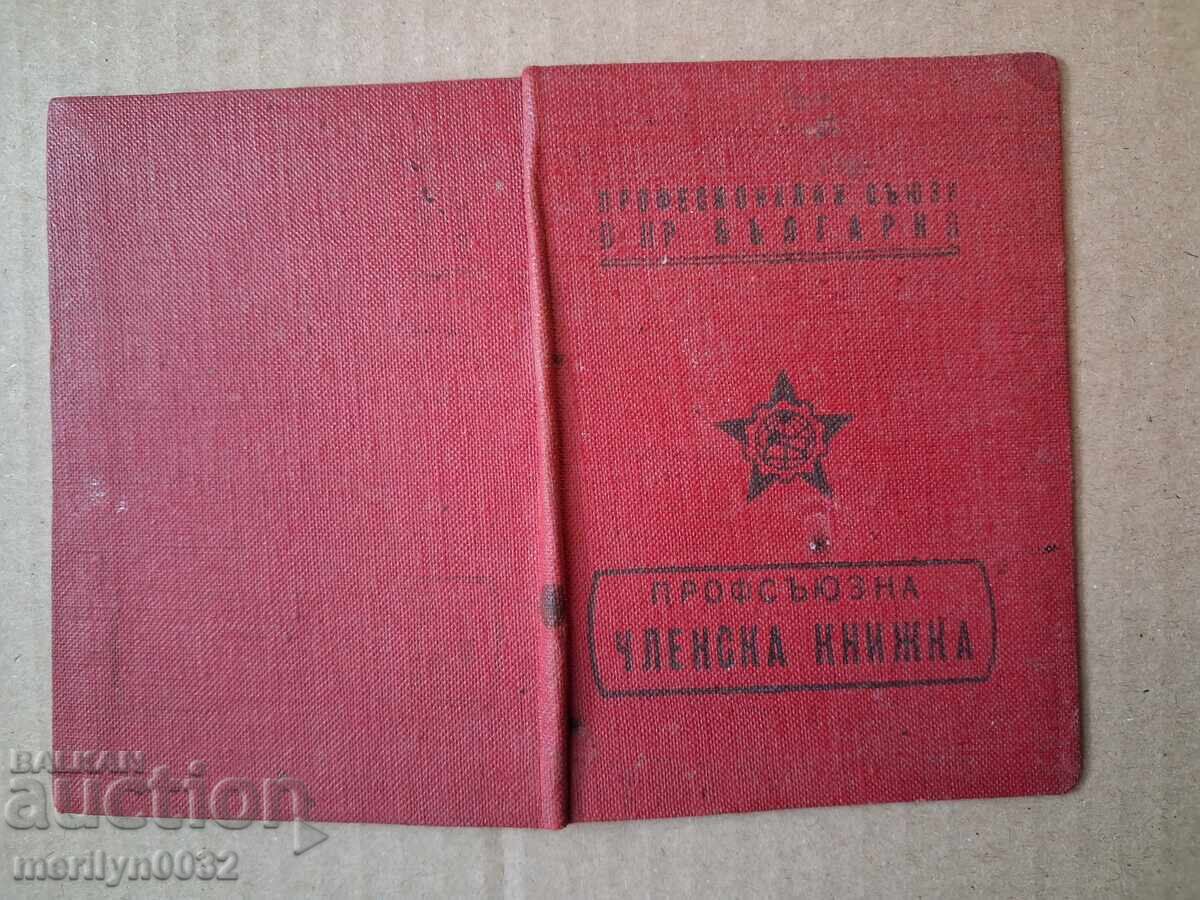 ПРОФЕСИОНАЛНИ СЪЮЗИ
В НР БЪЛГАРИЯ
ПРОФСЪЮЗНА
ЧЛЕНСКА КНИЖКА
BALKAN
auction
merilyn0032